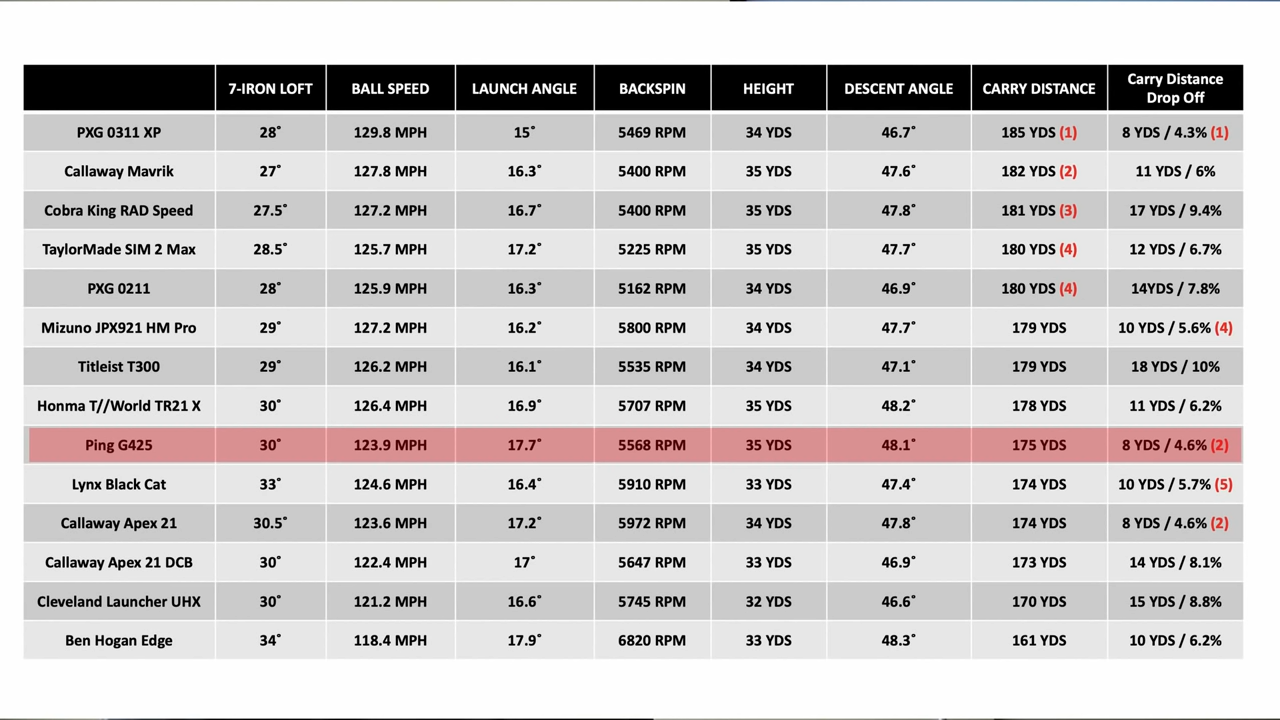 7-IRON LOFT BALL SPEED LAUNCH ANGLE BACKSPIN HEIGHT DESCENT ANGLE CARRY DISTANCE Carry Distance Drop Off
PXG 0311 XP 28° 129.8 MPH 15° 5469 RPM 34 YDS 46.7° 185 YDS (1) 8 YDS / 4.3% (1)
Callaway Mavrik 27° 127.8 MPH 16.3° 5400 RPM 35 YDS 47.6° 182 YDS (2) 11 YDS / 6%
Cobra King RAD Speed 27.5° 127.2 MPH 16.7° 5400 RPM 35 YDS 47.8° 181 YDS (3) 17 YDS / 9.4%
TaylorMade SIM 2 Max 28.5° 125.7 MPH 17.2° 5225 RPM 35 YDS 47.7° 180 YDS (4) 12 YDS / 6.7%
PXG 0211 28° 125.9 MPH 16.3° 5162 RPM 34 YDS 46.9° 180 YDS (4) 14YDS / 7.8%
Mizuno JPX921 HM Pro 29° 127.2 MPH 16.2° 5800 RPM 34 YDS 47.7° 179 YDS 10 YDS / 5.6% (4)
Titleist T300 29° 126.2 MPH 16.1° 5535 RPM 34 YDS 47.1° 179 YDS 18 YDS / 10%
Honma T//World TR21 X 30° 126.4 MPH 16.9° 5707 RPM 35 YDS 48.2° 178 YDS 11 YDS / 6.2%
Ping G425 30° 123.9 MPH 17.7° 5568 RPM 35 YDS 48.1° 175 YDS 8 YDS / 4.6% (2)
Lynx Black Cat 33° 124.6 MPH 16.4° 5910 RPM 33 YDS 47.4° 174 YDS 10 YDS / 5.7% (5)
Callaway Apex 21 30.5° 123.6 MPH 17.2° 5972 RPM 34 YDS 47.8° 174 YDS 8 YDS / 4.6% (2)
Callaway Apex 21 DCB 30° 122.4 MPH 17° 5647 RPM 33 YDS 46.9° 173 YDS 14 YDS / 8.1%
Cleveland Launcher UHX 30° 121.2 MPH 16.6° 5745 RPM 32 YDS 46.6° 170 YDS 15 YDS / 8.8%
Ben Hogan Edge 34° 118.4 MPH 17.9° 6820 RPM 33 YDS 48.3° 161 YDS 10 YDS / 6.2%